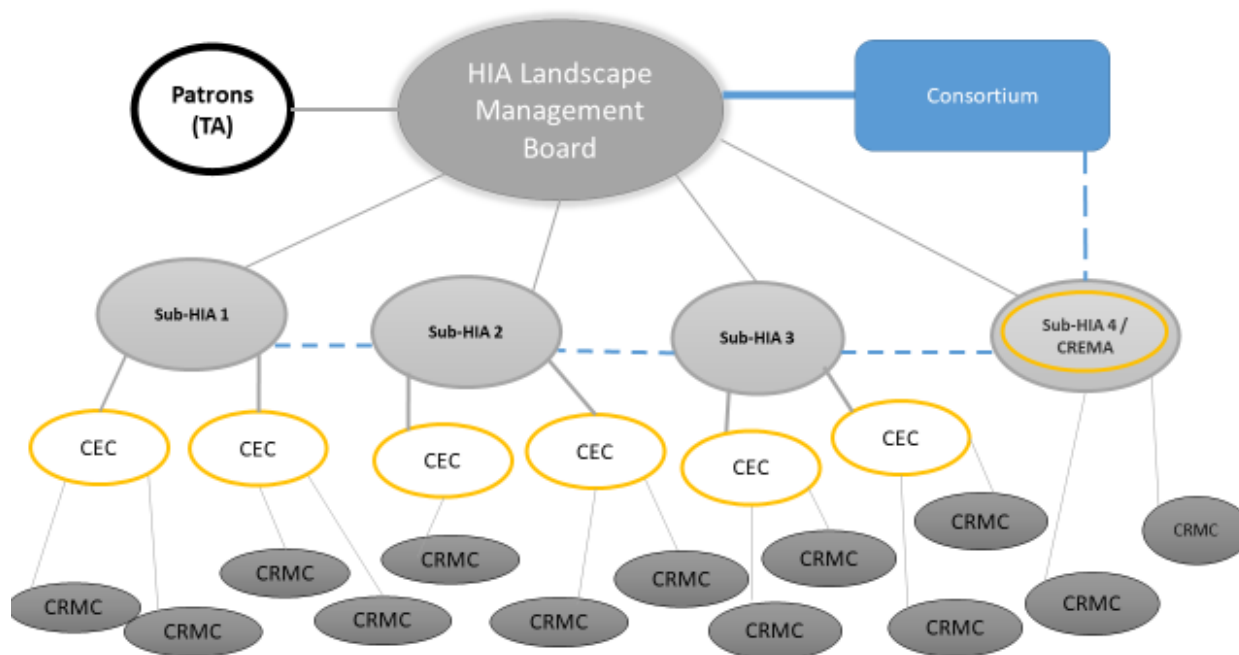 HIA Landscape
Management
Board
Patrons
(TA)
Consortium
Sub-HIA 1
Sub-HIA 2
Sub-HIA 3
Sub-HIA 4 /
CREMA
CEC
CEC
CEC
CEC
CEC
CEC
CRMC
CRMC
CRMC
CRMC
CRMC
CRMC
CRMC
CRMC
CRMC
CRMC
CRMC
CRMC
CRMC